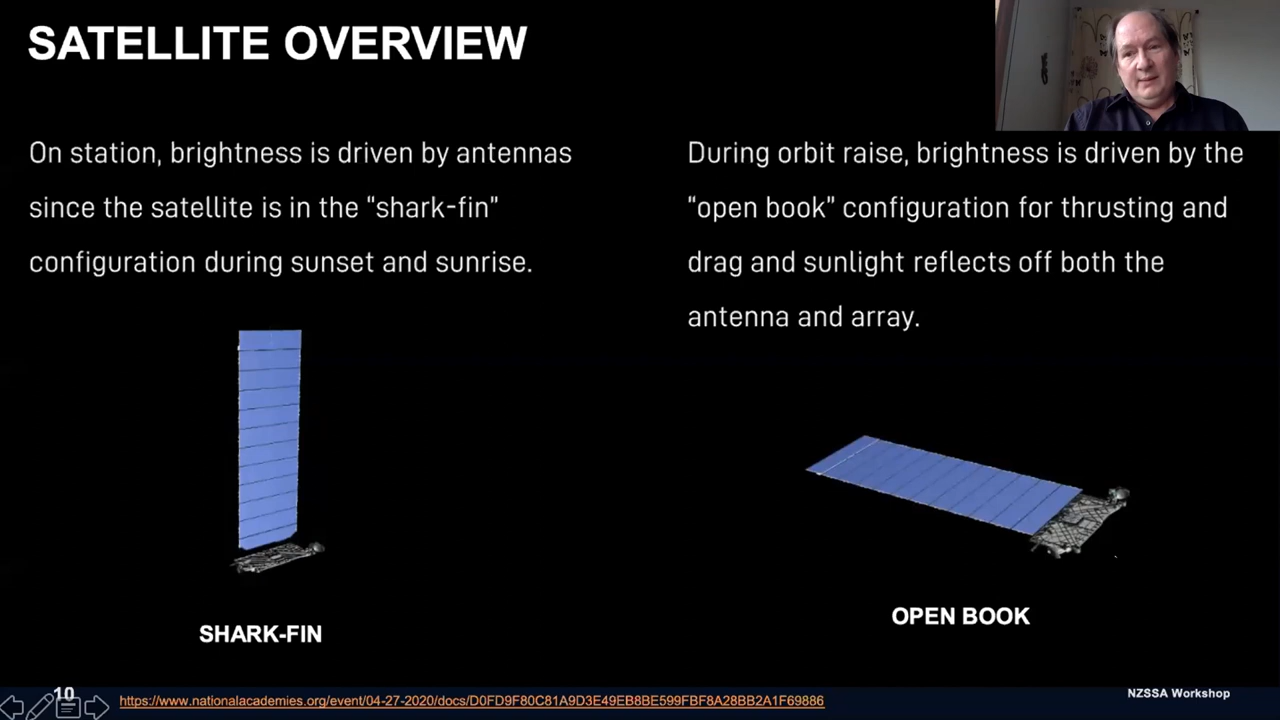 SATELLITE OVERVIEW
On station, brightness is driven by antennas
since the satellite is in the “shark-fin”
configuration during sunset and sunrise.
During orbit raise, brightness is driven by the
“open book” configuration for thrusting and
drag and sunlight reflects off both the
antenna and array.
SHARK-FIN
OPEN BOOK
10
https://www.nationalacademies.org/event/04-27-2020/docs/D0FD9F80C81A9D3E49EB8BE599FBF8A28BB2A1F69886
NZSSA Workshop